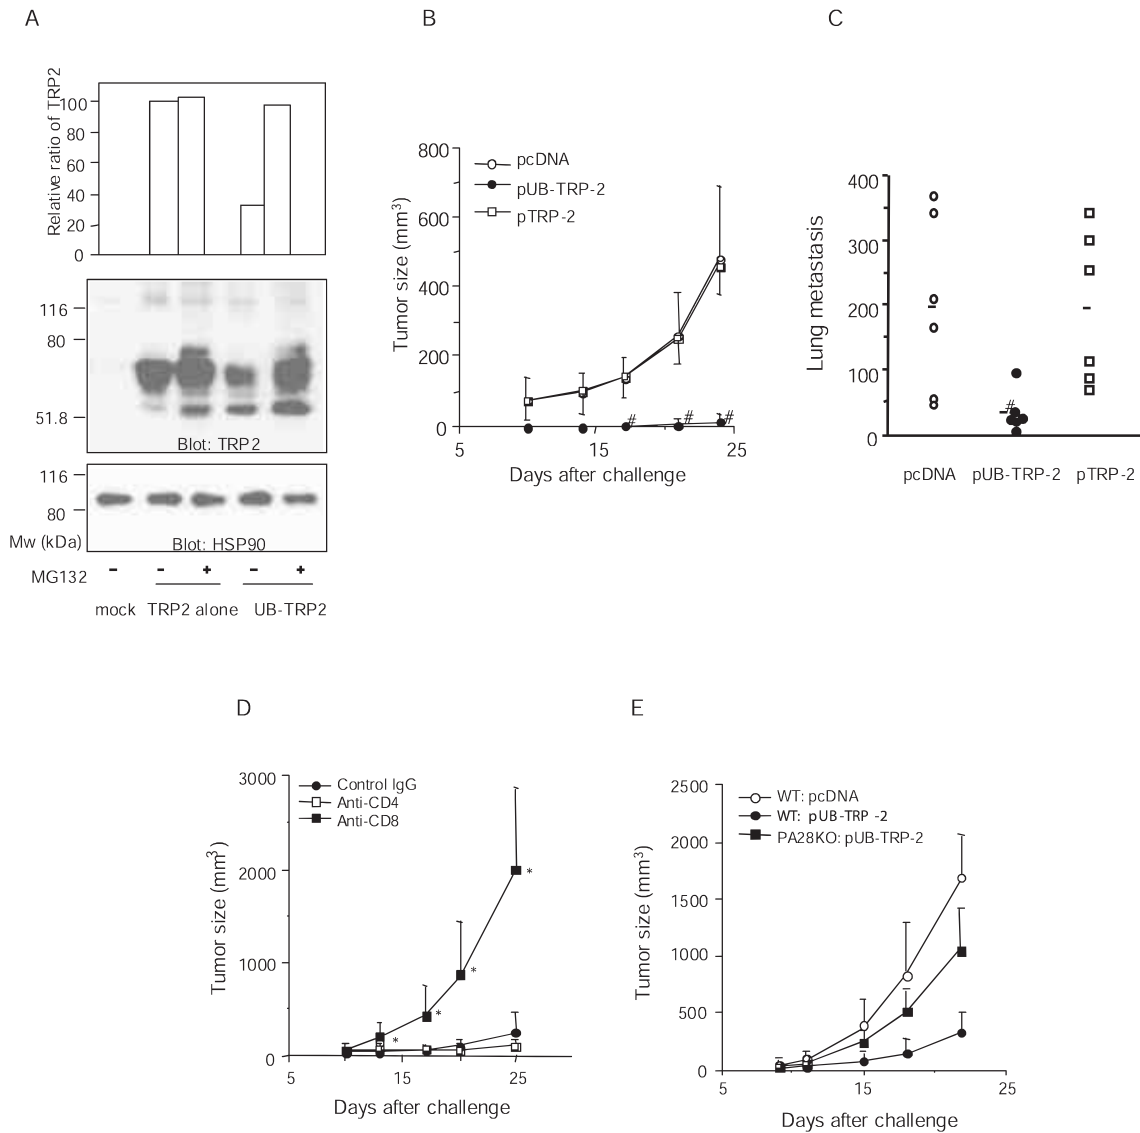 A
Relative ratio of TRP2
100
80
60
40
20
0
116
80
51.8
Blot: TRP2
116
80
Mw (kDa)
Blot: HSP90
MG132 - - + - +
mock TRP2 alone UB-TRP2
B
Tumor size (mm3)
800
600
400
200
0
pcDNA
pUB-TRP-2
pTRP-2
# # #
5 15 25
Days after challenge
C
Lung metastasis
400
300
200
100
0
#
pcDNA pUB-TRP-2 pTRP-2
D
Tumor size (mm3)
3000
2000
1000
0
Control IgG
Anti-CD4
Anti-CD8
* * * *
5 15 25
Days after challenge
E
Tumor size (mm3)
2500
2000
1500
1000
500
0
WT: pcDNA
WT: pUB-TRP -2
PA28KO: pUB-TRP-2
5 15 25
Days after challenge